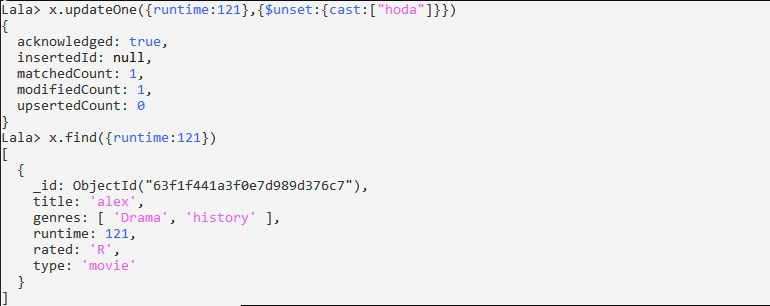 Lala> x.updateOne({runtime:121},{$unset:{cast:["hoda"]}})
{
  acknowledged: true,
  insertedId: null,
  matchedCount: 1,
  modifiedCount: 1,
  upsertedCount: 0
}
Lala> x.find({runtime:121})
[
  {
    _id: ObjectId("63f1f441a3f0e7d989d376c7"),
    title: 'alex',
    genres: [ 'Drama', 'history' ],
    runtime: 121,
    rated: 'R',
    type: 'movie'
  }
]